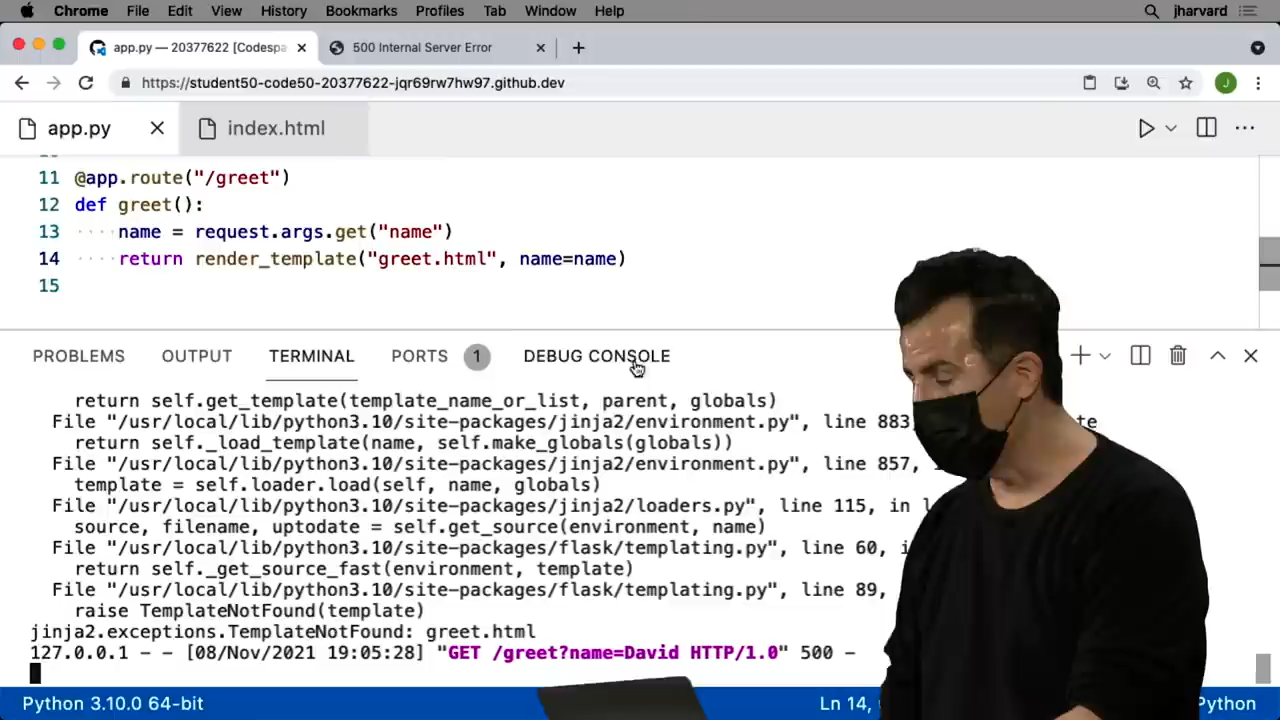 Chrome File Edit View History Bookmarks Profiles Tab Window Help jharvard
app.py — 20377622 [Codespa 500 Internal Server Error
https://student50-code50-20377622-jqr69rw7hw97.github.dev J
app.py index.html
11 @app.route("/greet")
12 def greet():
13 name = request.args.get("name")
14 return render_template("greet.html", name=name)
15
PROBLEMS OUTPUT TERMINAL PORTS 1 DEBUG CONSOLE
return self.get_template(template_name_or_list, parent, globals)
File "/usr/local/lib/python3.10/site-packages/jinja2/environment.py", line 883,
return self._load_template(name, self.make_globals(globals))
File "/usr/local/lib/python3.10/site-packages/jinja2/environment.py", line 857,
template = self.loader.load(self, name, globals)
File "/usr/local/lib/python3.10/site-packages/jinja2/loaders.py", line 115, in
source, filename, uptodate = self.get_source(environment, name)
File "/usr/local/lib/python3.10/site-packages/flask/templating.py", line 60,
return self._get_source_fast(environment, template)
File "/usr/local/lib/python3.10/site-packages/flask/templating.py", line 89,
raise TemplateNotFound(template)
jinja2.exceptions.TemplateNotFound: greet.html
127.0.0.1 - - [08/Nov/2021 19:05:28] "GET /greet?name=David HTTP/1.0" 500 -
Python 3.10.0 64-bit Ln 14, Python